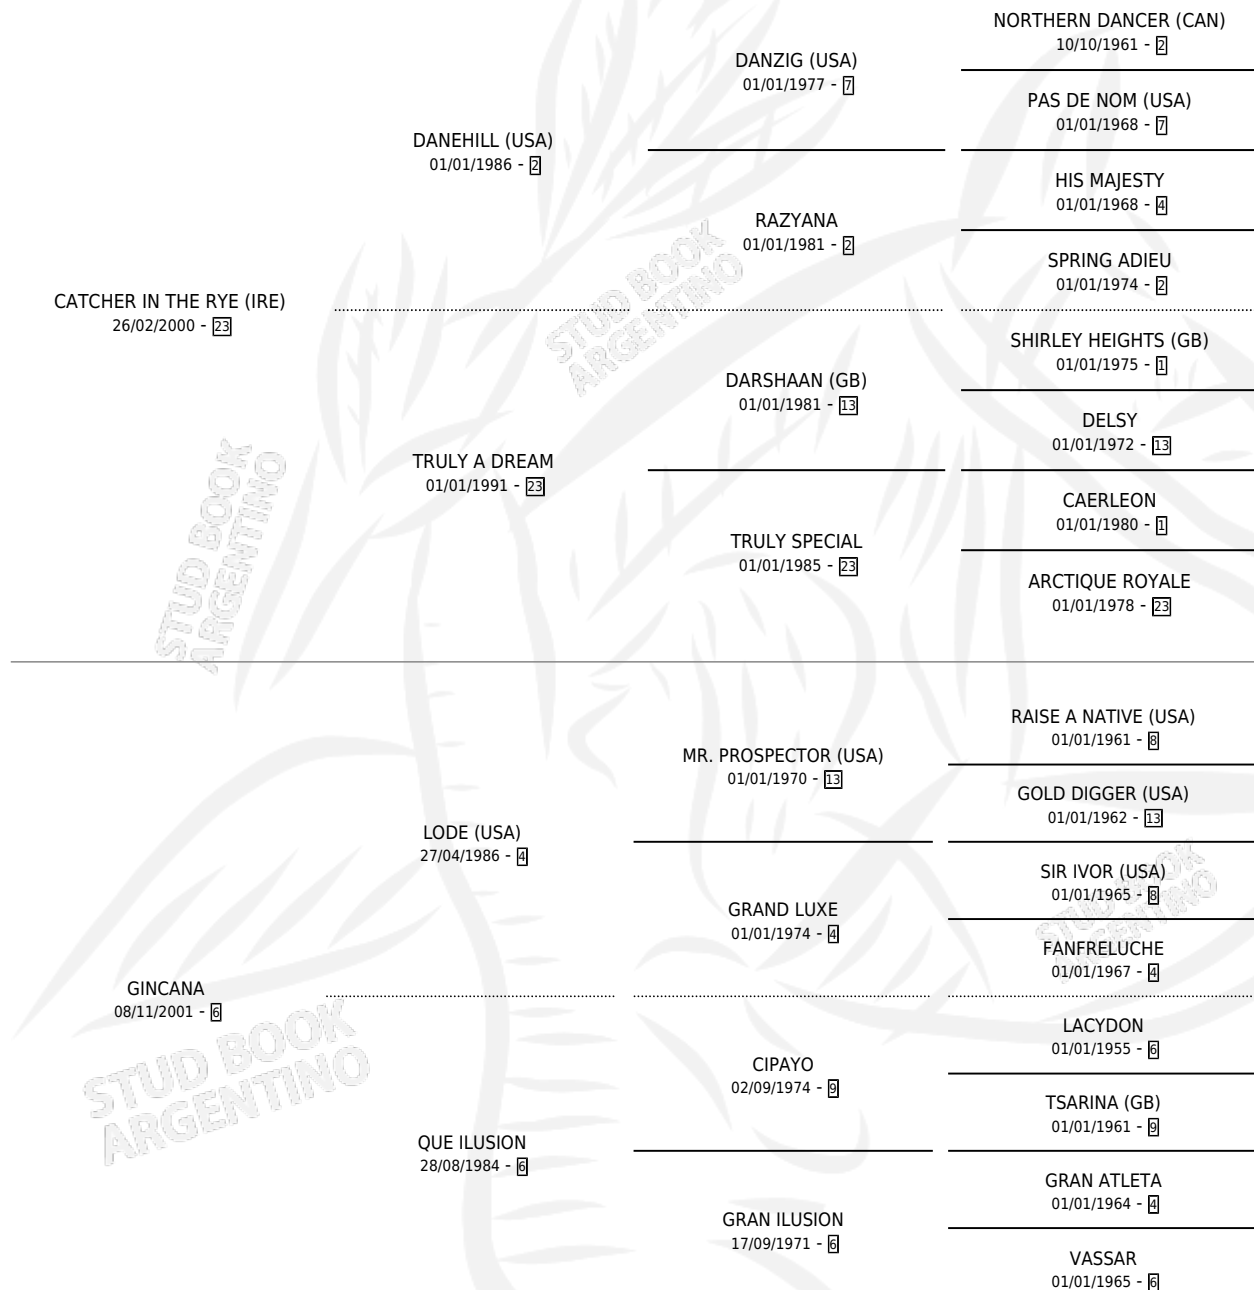 NORTHERN DANCER (CAN)
10/10/1961 - 2
DANZIG (USA)
01/01/1977 - 7
PAS DE NOM (USA)
01/01/1968 - 7
DANEHILL (USA)
01/01/1986 - 2
HIS MAJESTY
01/01/1968 - 4
RAZYANA
01/01/1981 - 2
SPRING ADIEU
01/01/1974 - 2
CATCHER IN THE RYE (IRE)
26/02/2000 - 23
SHIRLEY HEIGHTS (GB)
01/01/1975 - 1
DARSHAAN (GB)
01/01/1981 - 13
DELSY
01/01/1972 - 13
TRULY A DREAM
01/01/1991 - 23
CAERLEON
01/01/1980 - 1
TRULY SPECIAL
01/01/1985 - 23
ARCTIQUE ROYALE
01/01/1978 - 23
RAISE A NATIVE (USA)
01/01/1961 - 8
MR. PROSPECTOR (USA)
01/01/1970 - 13
GOLD DIGGER (USA)
01/01/1962 - 13
LODE (USA)
27/04/1986 - 4
SIR IVOR (USA)
01/01/1965 - 8
GRAND LUXE
01/01/1974 - 4
FANFRELUCHE
01/01/1967 - 4
GINCANA
08/11/2001 - 6
LACYDON
01/01/1955 - 6
CIPAYO
02/09/1974 - 9
TSARINA (GB)
01/01/1961 - 9
QUE ILUSION
28/08/1984 - 6
GRAN ATLETA
01/01/1964 - 4
GRAN ILUSION
17/09/1971 - 6
VASSAR
01/01/1965 - 6
STUD BOOK
ARGENTINO
STUD BOOK
ARGENTINO
STUD BOOK
ARGENTINO
STUD BOOK
ARGENTINO